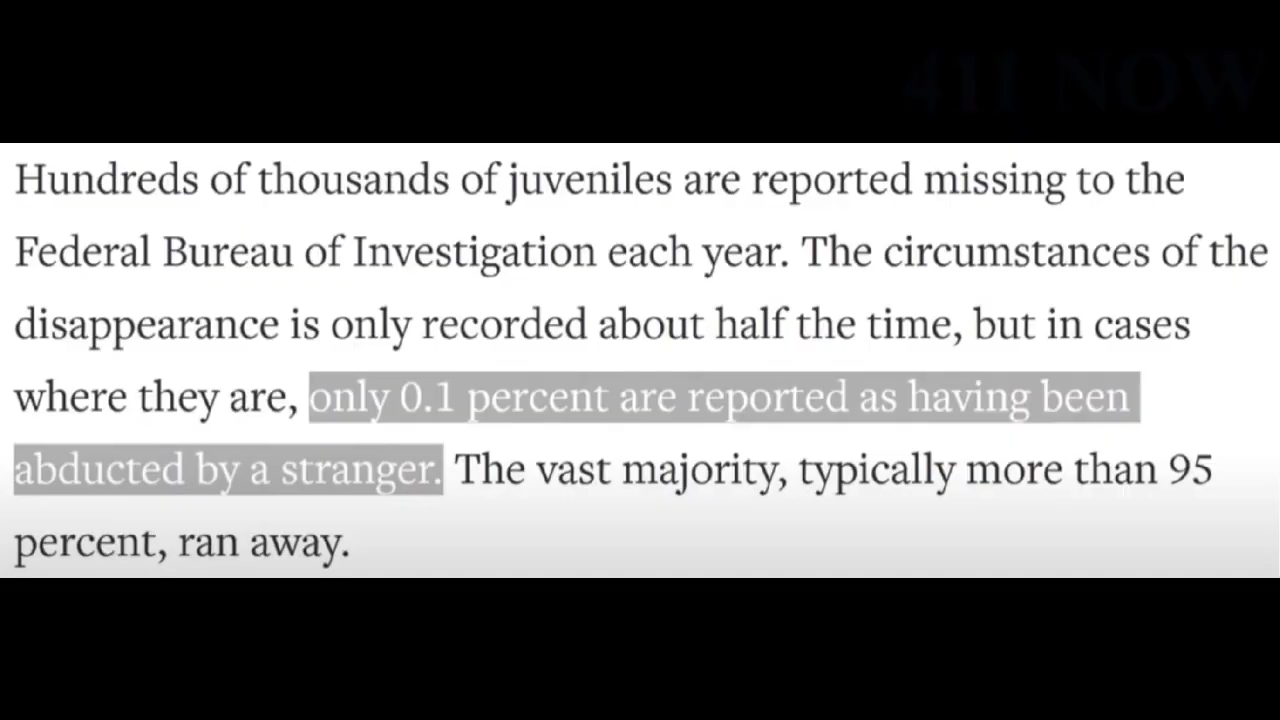 411 NOW
Hundreds of thousands of juveniles are reported missing to the
Federal Bureau of Investigation each year. The circumstances of the
disappearance is only recorded about half the time, but in cases
where they are, only 0.1 percent are reported as having been
abducted by a stranger. The vast majority, typically more than 95
percent, ran away.